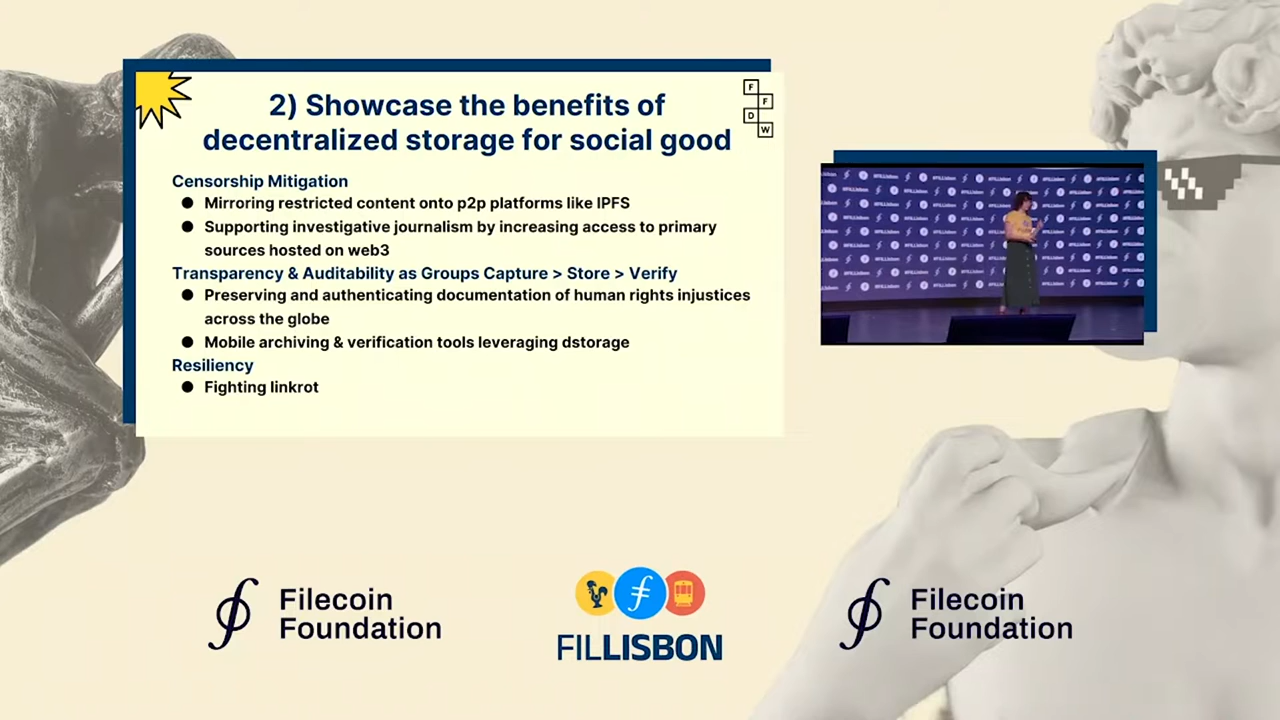 2) Showcase the benefits of
decentralized storage for social good
F
F
D
W
Censorship Mitigation
● Mirroring restricted content onto p2p platforms like IPFS
● Supporting investigative journalism by increasing access to primary
sources hosted on web3
Transparency & Auditability as Groups Capture > Store > Verify
● Preserving and authenticating documentation of human rights injustices
across the globe
● Mobile archiving & verification tools leveraging dstorage
Resiliency
● Fighting linkrot
#FILLisbon
Filecoin
Foundation
FILLISBON
Filecoin
Foundation